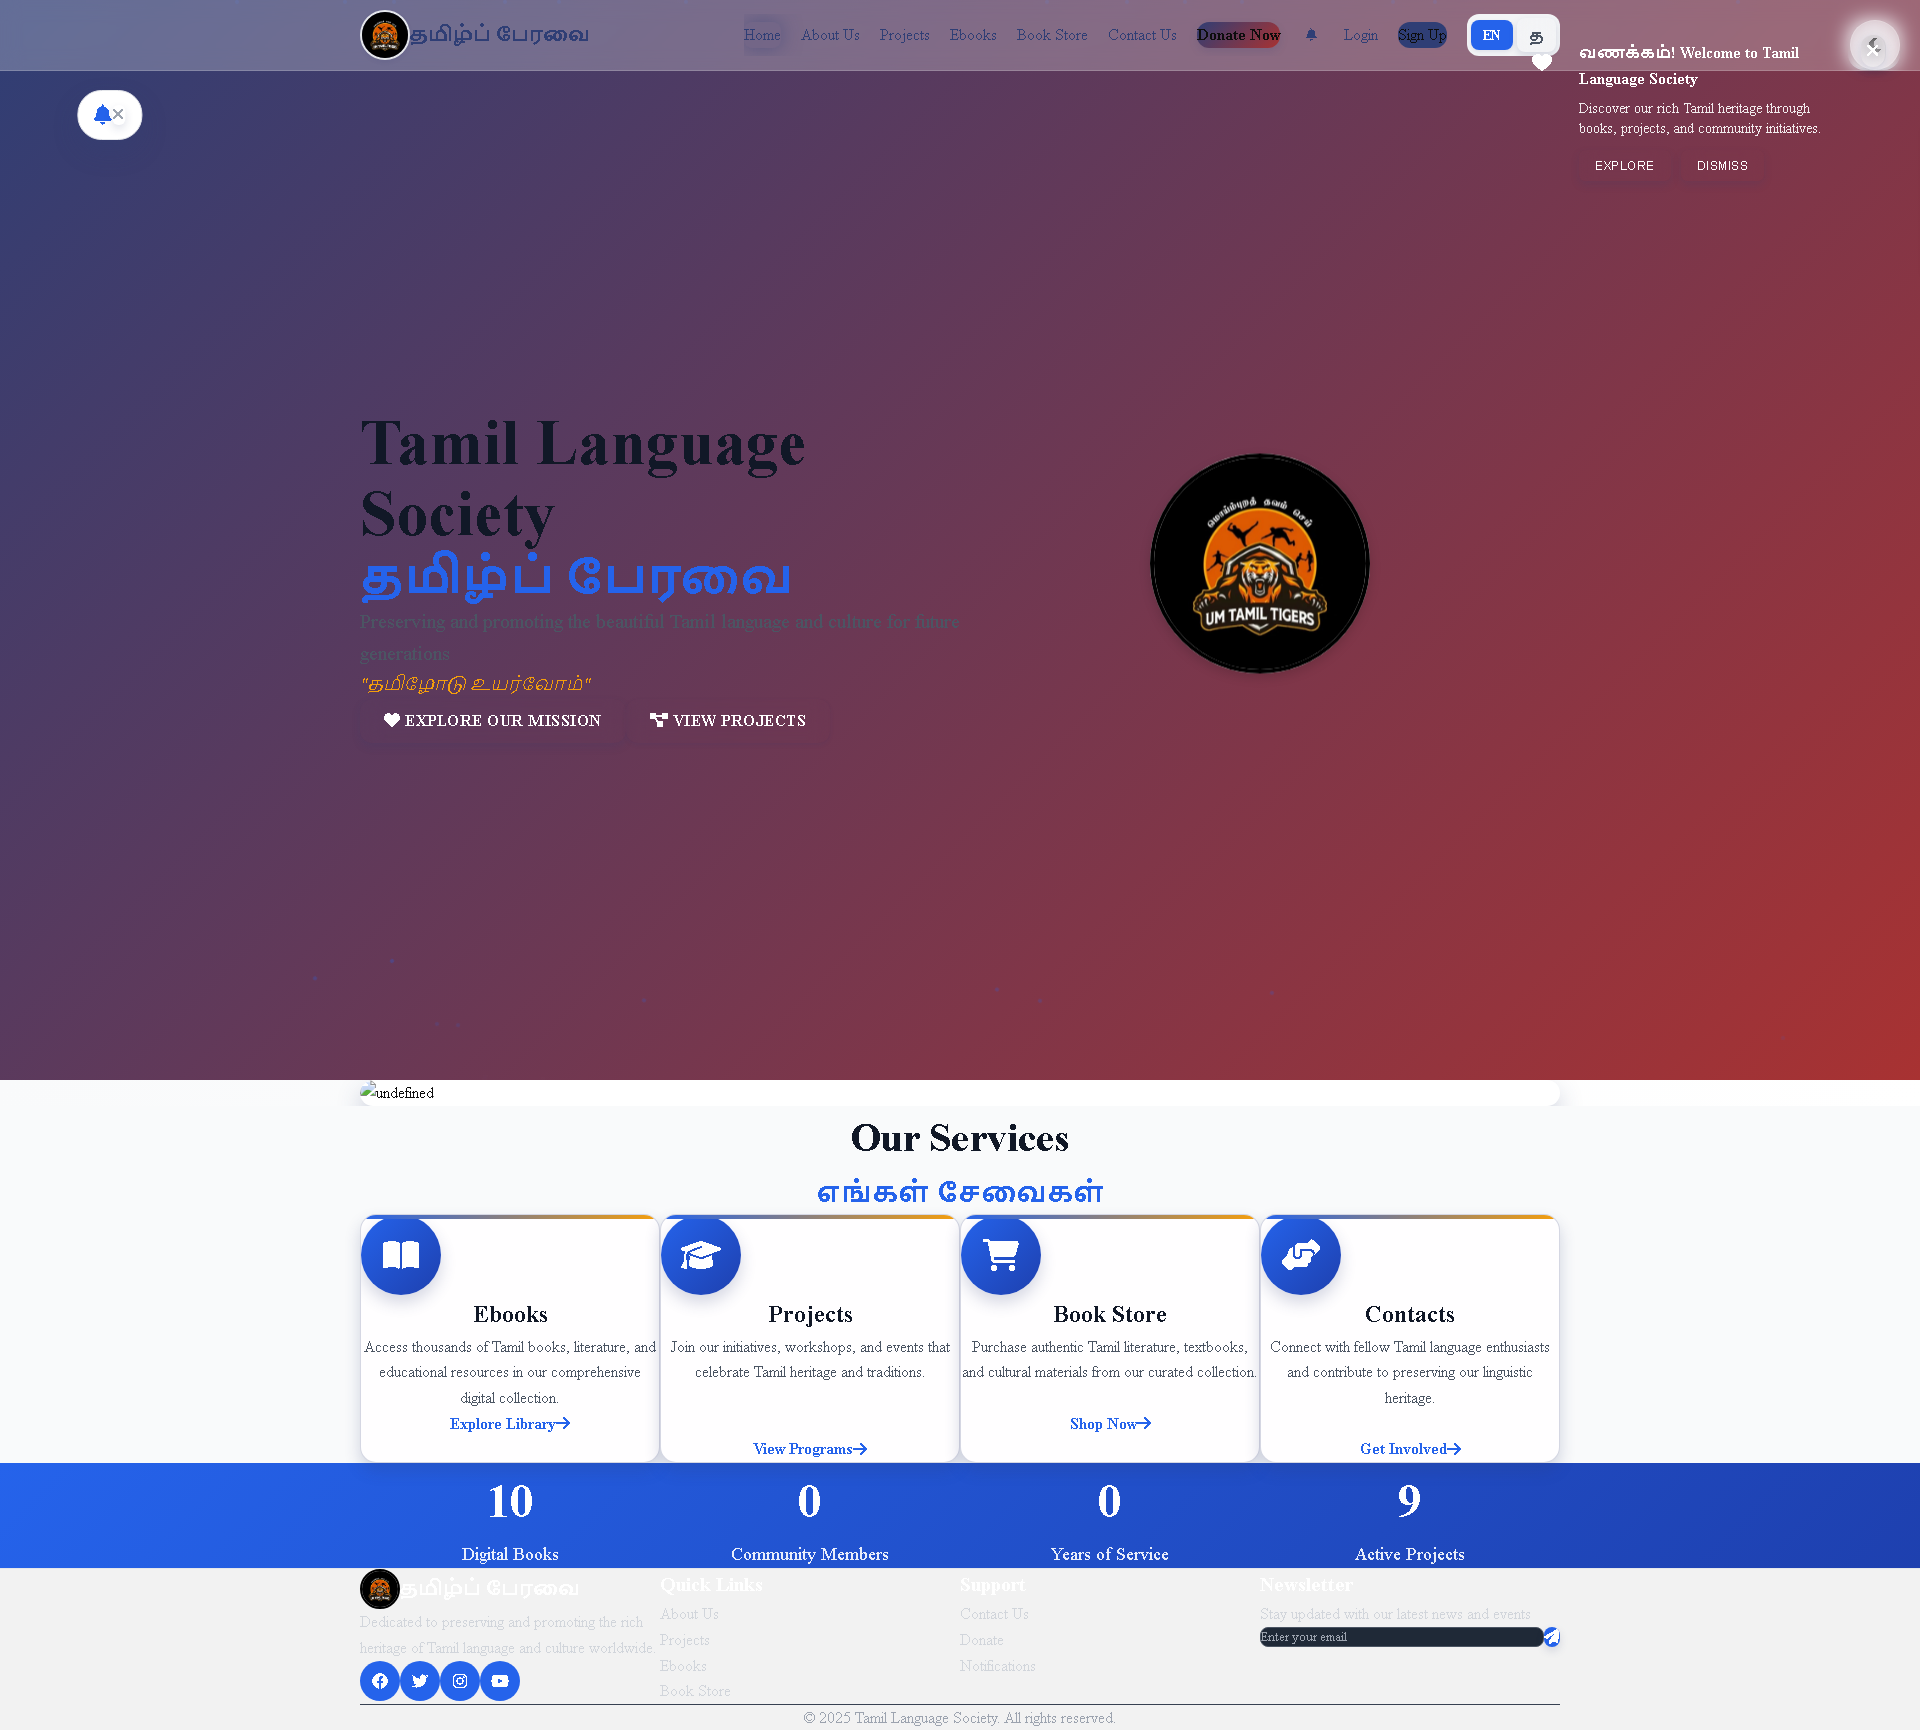 தமிழ்ப் பேரவை
Home About Us Projects Ebooks Book Store Contact Us Donate Now Login Sign Up EN த
வணக்கம்! Welcome to Tamil
Language Society
Discover our rich Tamil heritage through
books, projects, and community initiatives.
EXPLORE DISMISS
Tamil Language
Society
தமிழ்ப் பேரவை
Preserving and promoting the beautiful Tamil language and culture for future
generations
"தமிழோடு உயர்வோம்"
EXPLORE OUR MISSION VIEW PROJECTS
UM TAMIL TIGERS
undefined
Our Services
எங்கள் சேவைகள்
Ebooks
Access thousands of Tamil books, literature, and
educational resources in our comprehensive
digital collection.
Explore Library
Projects
Join our initiatives, workshops, and events that
celebrate Tamil heritage and traditions.
View Programs
Book Store
Purchase authentic Tamil literature, textbooks,
and cultural materials from our curated collection.
Shop Now
Contacts
Connect with fellow Tamil language enthusiasts
and contribute to preserving our linguistic
heritage.
Get Involved
10 0 0 9
Digital Books Community Members Years of Service Active Projects
தமிழ்ப் பேரவை
Dedicated to preserving and promoting the rich
heritage of Tamil language and culture worldwide.
Quick Links
About Us
Projects
Ebooks
Book Store
Support
Contact Us
Donate
Notifications
Newsletter
Stay updated with our latest news and events
Enter your email
© 2025 Tamil Language Society. All rights reserved.